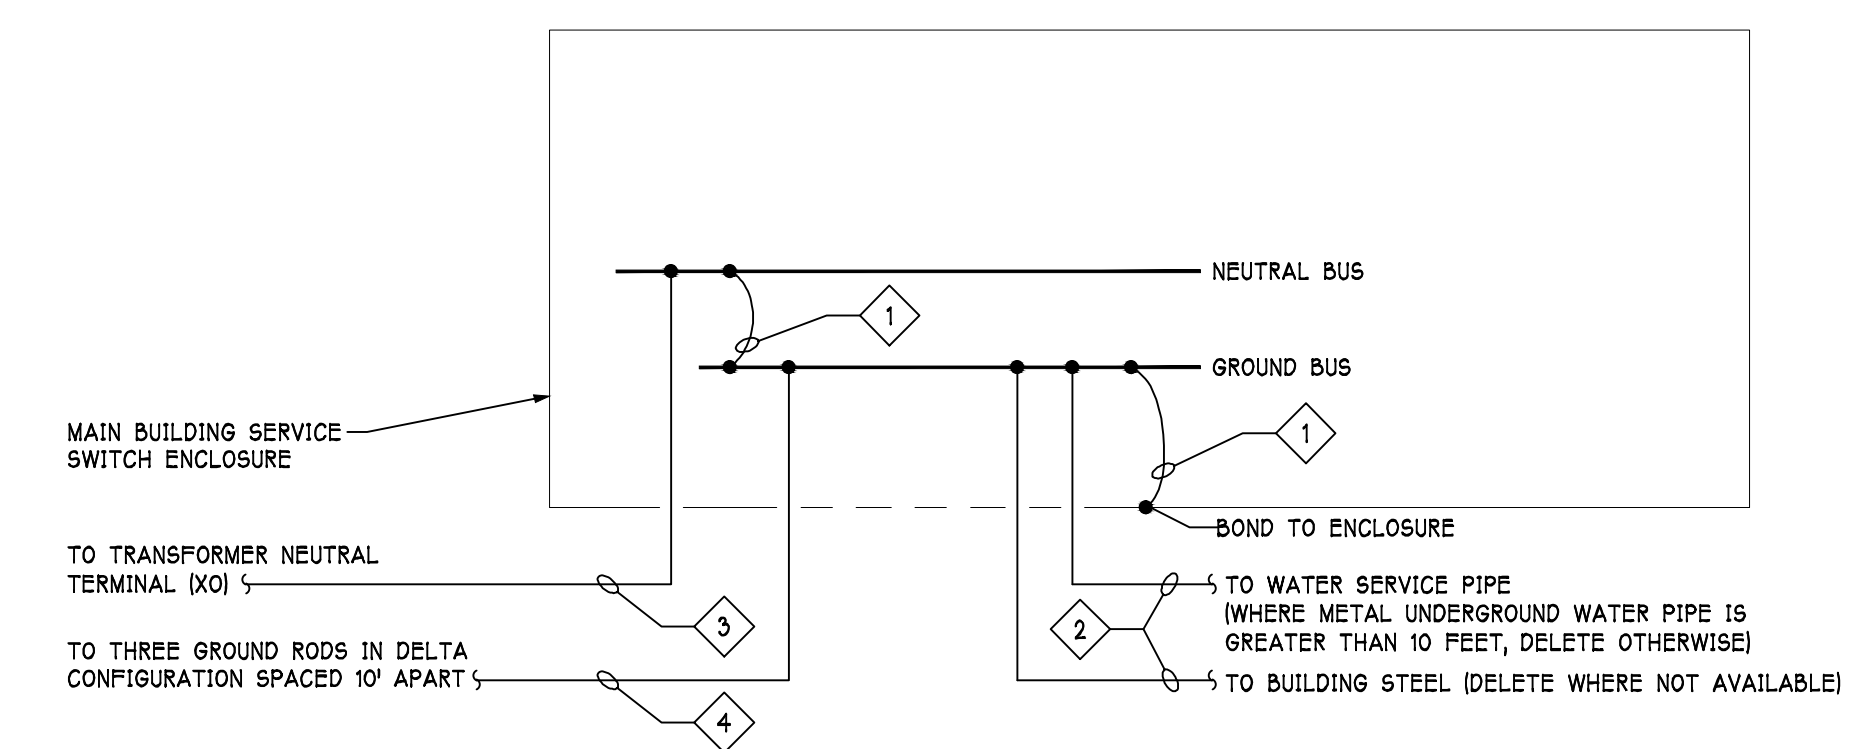 NEUTRAL BUS
1
GROUND BUS
MAIN BUILDING SERVICE
SWITCH ENCLOSURE
1
BOND TO ENCLOSURE
TO TRANSFORMER NEUTRAL
TERMINAL (XO)
3
TO THREE GROUND RODS IN DELTA
CONFIGURATION SPACED 10' APART
4
2
TO WATER SERVICE PIPE
(WHERE METAL UNDERGROUND WATER PIPE IS
GREATER THAN 10 FEET, DELETE OTHERWISE)
TO BUILDING STEEL (DELETE WHERE NOT AVAILABLE)